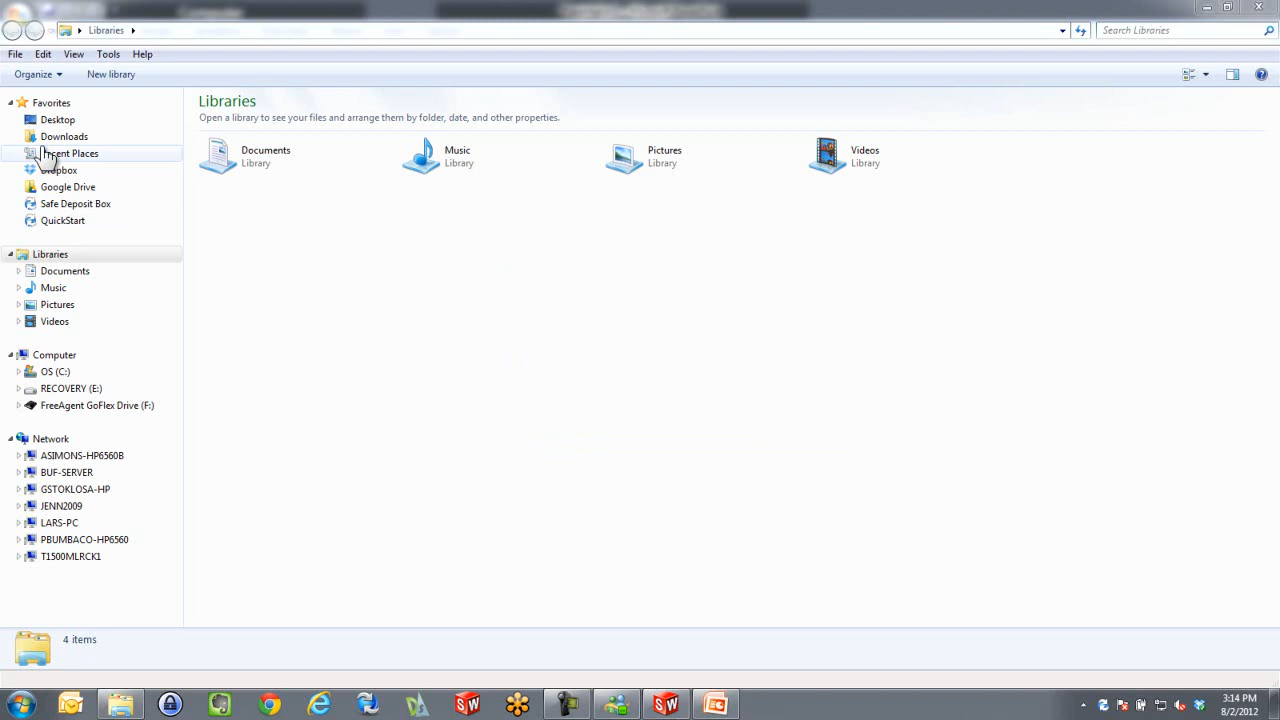 Libraries
Search Libraries
File Edit View Tools Help
Organize New library
Favorites
Desktop
Downloads
Places
Google Drive
Safe Deposit Box
QuickStart
Libraries
Documents
Music
Pictures
Videos
Computer
OS (C:)
RECOVERY (E:)
FreeAgent GoFlex Drive (F:)
Network
ASIMONS-HP6560B
BUF-SERVER
GSTOKLOSA-HP
JENN2009
LARS-PC
PBUMBACO-HP6560
T1500MLRCK1
Libraries
Open a library to see your files and arrange them by folder, date, and other properties.
Documents
Library
Music
Library
Pictures
Library
Videos
Library
4 items
SW
SW
3:14 PM
8/2/2012